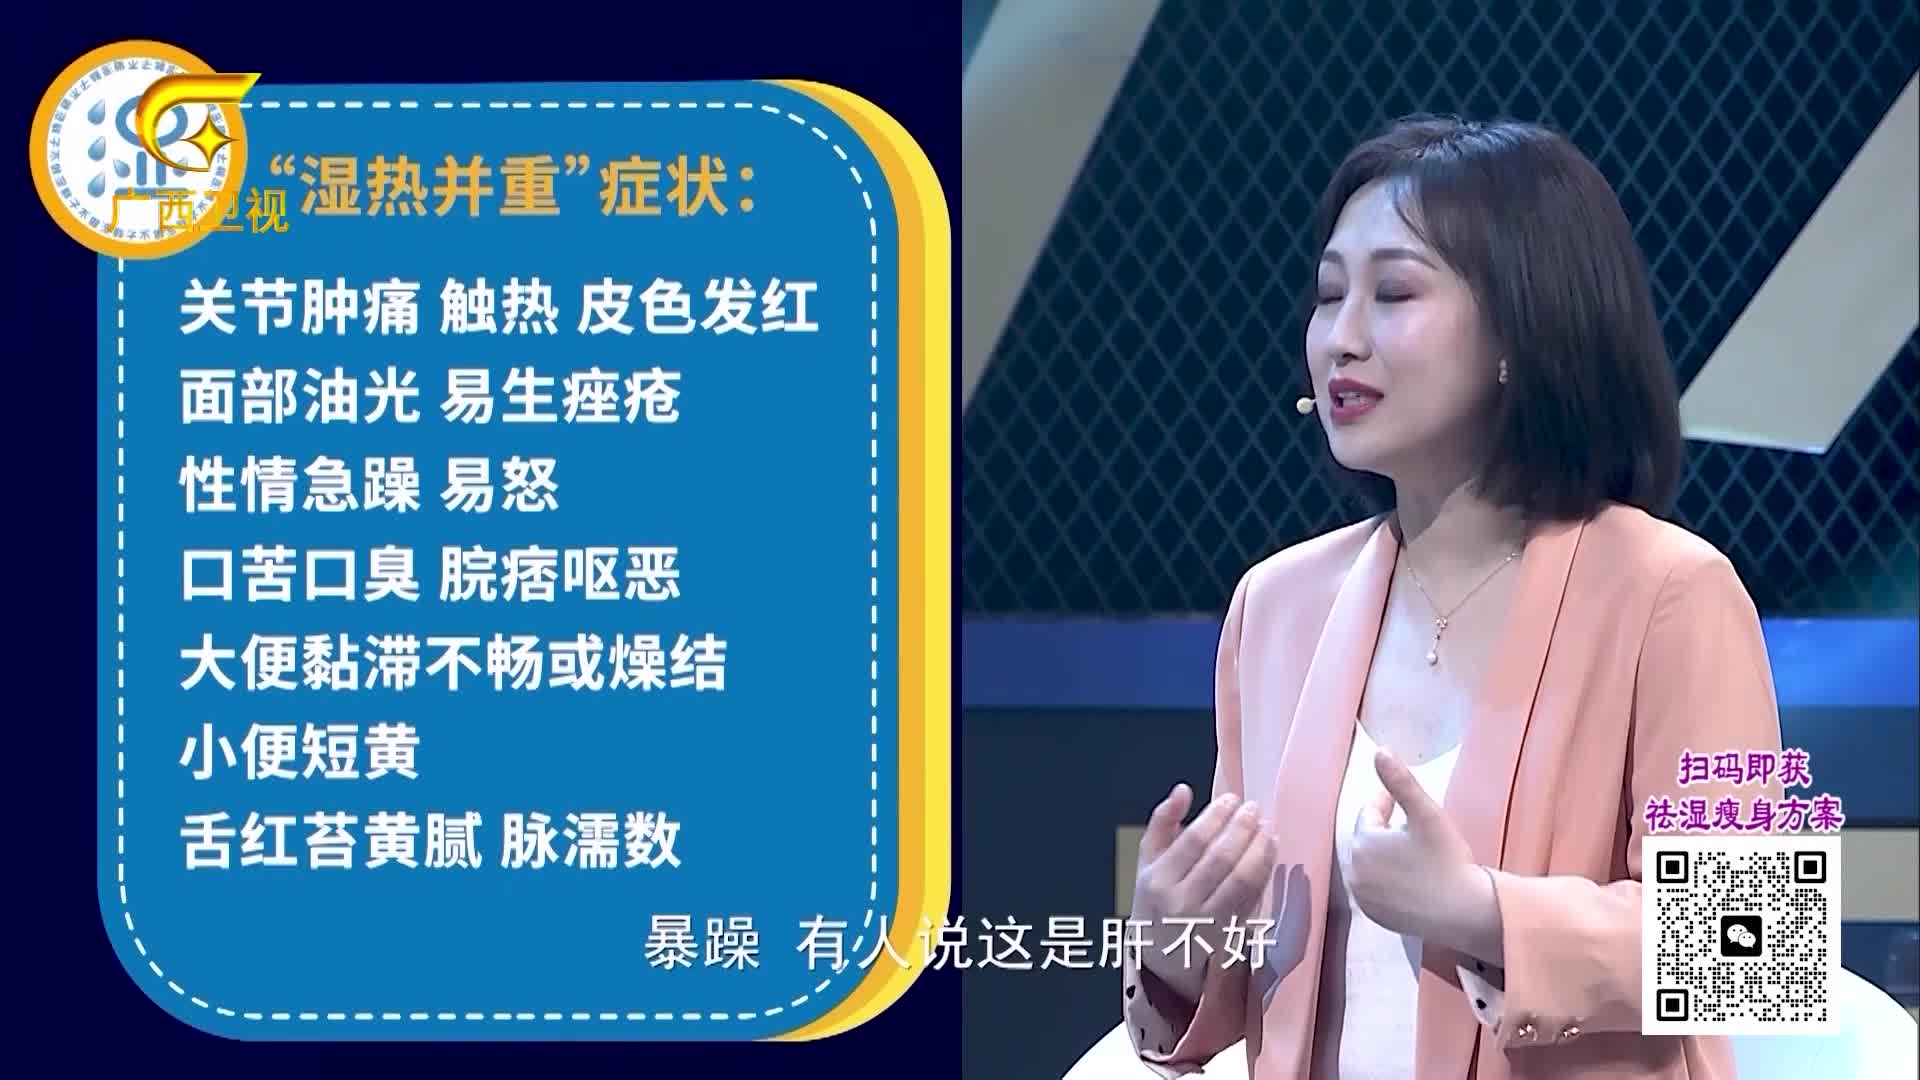 广西卫视
“湿热并重”症状：
关节肿痛 触热 皮色发红
面部油光 易生痤疮
性情急躁 易怒
口苦口臭 脘痞呕恶
大便黏滞不畅或燥结
小便短黄
舌红苔黄腻 脉濡数
暴躁 有人说这是肝不好
扫码即获
祛湿瘦身方案